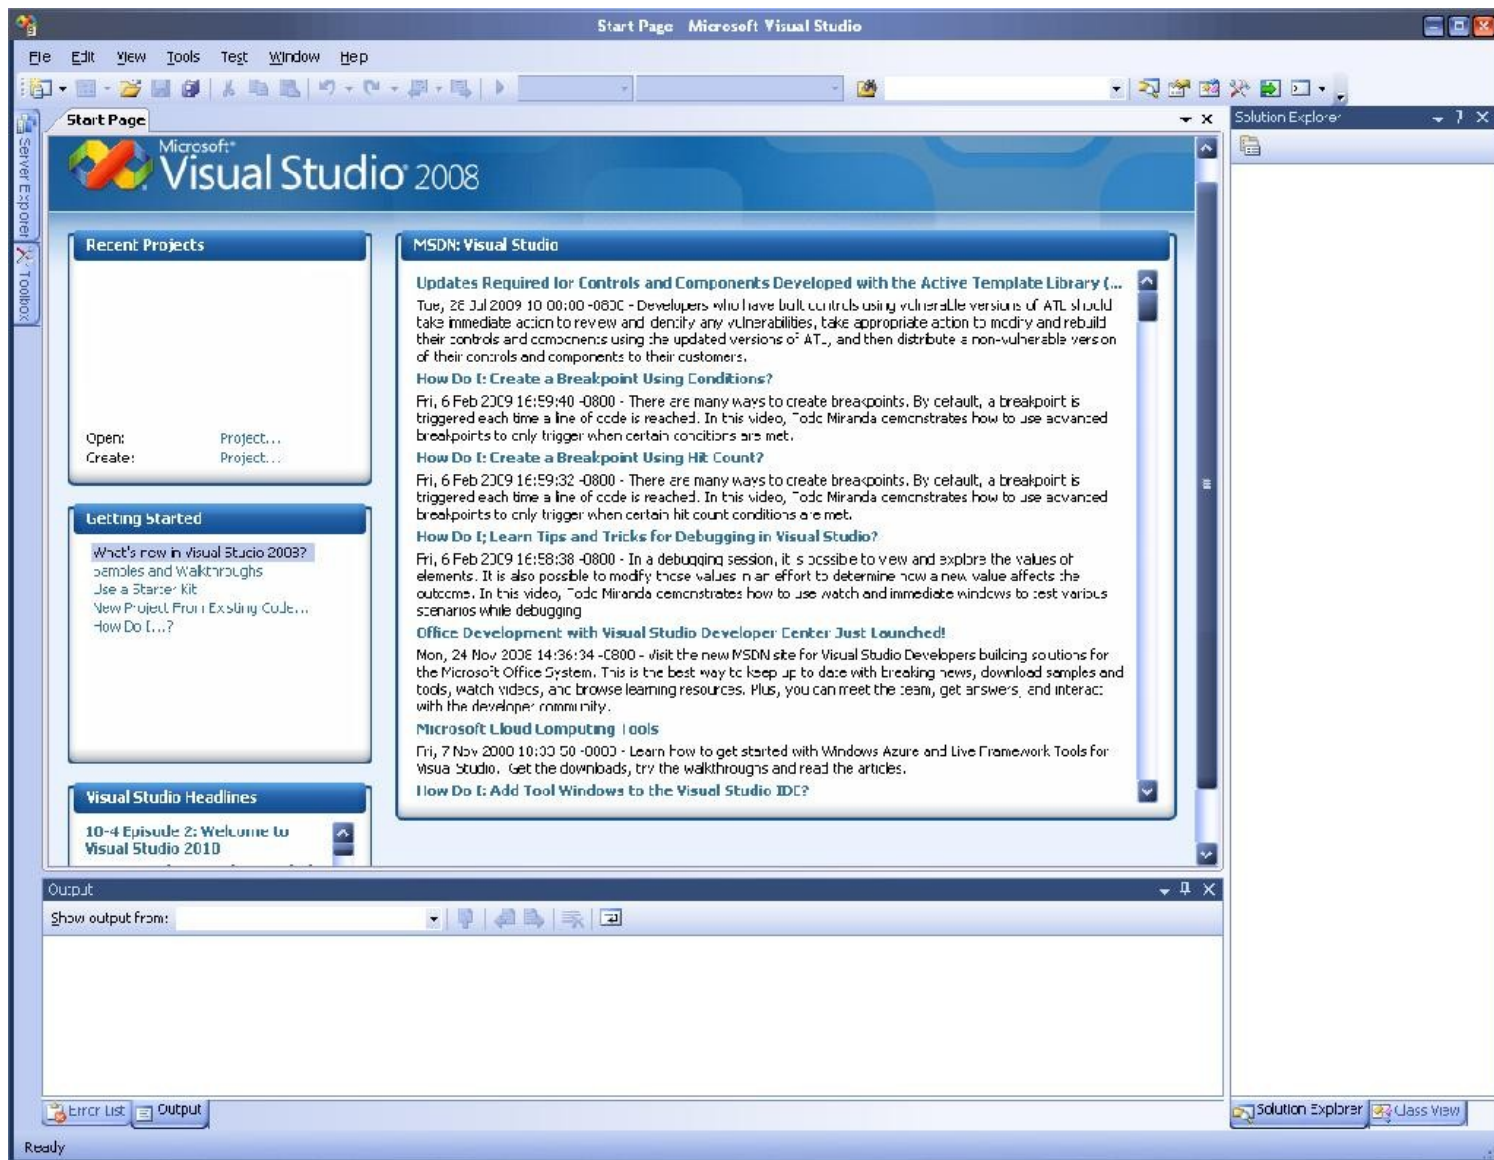 Start Page - Microsoft Visual Studio
File Edit View Tools Test Window Help
Start Page
Solution Explorer
Server Explorer
Toolbox
Microsoft®
Visual Studio® 2008
Recent Projects
Open: Project...
Create: Project...
Getting Started
What's new in Visual Studio 2008?
Samples and Walkthroughs
Use a Starter Kit
New Project From Existing Code...
How Do I...?
Visual Studio Headlines
10-4 Episode 2: Welcome to
Visual Studio 2010
MSDN: Visual Studio
Updates Required for Controls and Components Developed with the Active Template Library (...
Tue, 28 Jul 2009 10:00:00 -0800 - Developers who have built controls using vulnerable versions of ATL should
take immediate action to review and identify any vulnerabilities, take appropriate action to modify and rebuild
their controls and components using the updated versions of ATL, and then distribute a non-vulnerable version
of their controls and components to their customers.
How Do I: Create a Breakpoint Using Conditions?
Fri, 6 Feb 2009 16:59:40 -0800 - There are many ways to create breakpoints. By default, a breakpoint is
triggered each time a line of code is reached. In this video, Todd Miranda demonstrates how to use advanced
breakpoints to only trigger when certain conditions are met.
How Do I: Create a Breakpoint Using Hit Count?
Fri, 6 Feb 2009 16:59:32 -0800 - There are many ways to create breakpoints. By default, a breakpoint is
triggered each time a line of code is reached. In this video, Todd Miranda demonstrates how to use advanced
breakpoints to only trigger when certain hit count conditions are met.
How Do I; Learn Tips and Tricks for Debugging in Visual Studio?
Fri, 6 Feb 2009 16:58:38 -0800 - In a debugging session, it is possible to view and explore the values of
elements. It is also possible to modify those values in an effort to determine how a new value affects the
outcome. In this video, Todd Miranda demonstrates how to use watch and immediate windows to test various
scenarios while debugging
Office Development with Visual Studio Developer Center Just Launched!
Mon, 24 Nov 2008 14:36:34 -0800 - Visit the new MSDN site for Visual Studio Developers building solutions for
the Microsoft Office System. This is the best way to keep up to date with breaking news, download samples and
tools, watch videos, and browse learning resources. Plus, you can meet the team, get answers, and interact
with the developer community.
Microsoft Cloud Computing Tools
Fri, 7 Nov 2008 - Learn how to get started with Windows Azure and Live Framework Tools for
Visual Studio. Get the downloads, try the walkthroughs and read the articles.
How Do I: Add Tool Windows to the Visual Studio IDE?
Output
Show output from:
Error List
Output
Solution Explorer
Class View
Ready